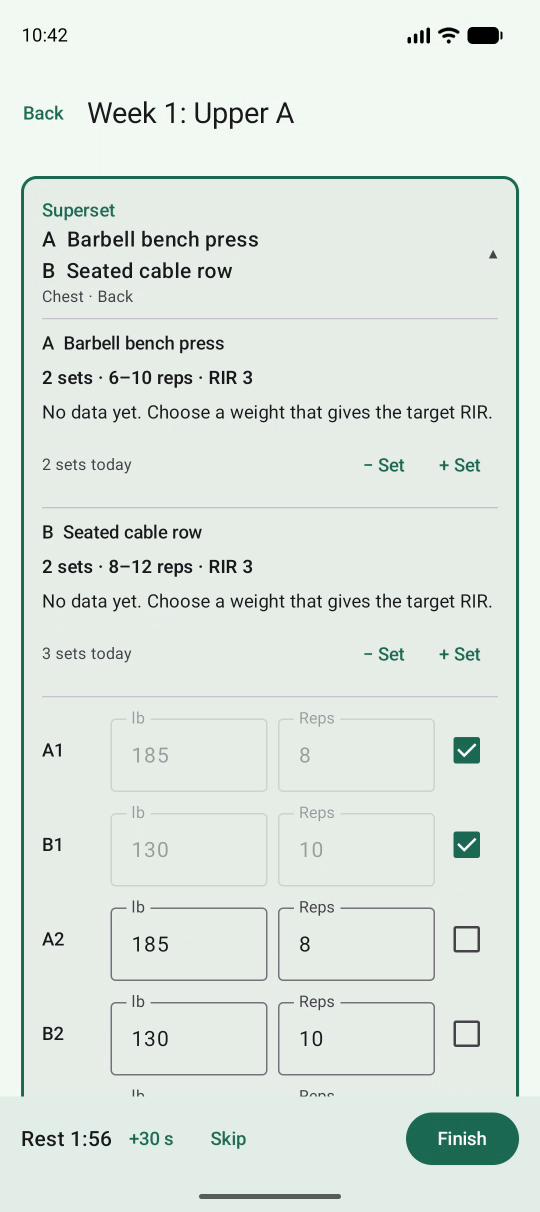 10:42
Back Week 1: Upper A
Superset
A Barbell bench press
B Seated cable row
Chest · Back
A Barbell bench press
2 sets · 6–10 reps · RIR 3
No data yet. Choose a weight that gives the target RIR.
2 sets today − Set + Set
B Seated cable row
2 sets · 8–12 reps · RIR 3
No data yet. Choose a weight that gives the target RIR.
3 sets today − Set + Set
lb Reps
A1 185 8
lb Reps
B1 130 10
lb Reps
A2 185 8
lb Reps
B2 130 10
lb Reps
Rest 1:56 +30 s Skip Finish